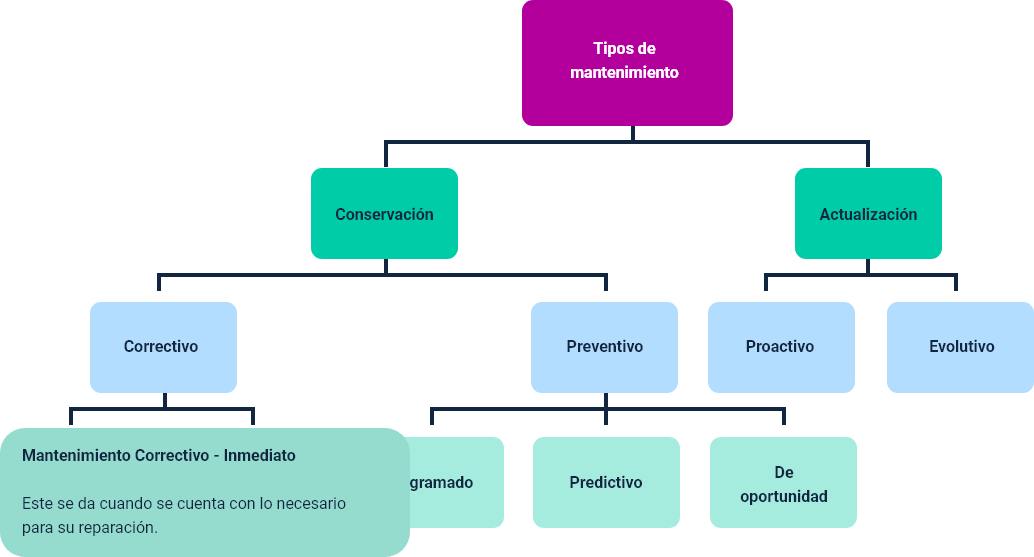 Tipos de
mantenimiento
Conservación
Actualización
Correctivo
Preventivo
Proactivo
Evolutivo
Mantenimiento Correctivo - Inmediato
Este se da cuando se cuenta con lo necesario
para su reparación.
gramado
Predictivo
De
oportunidad